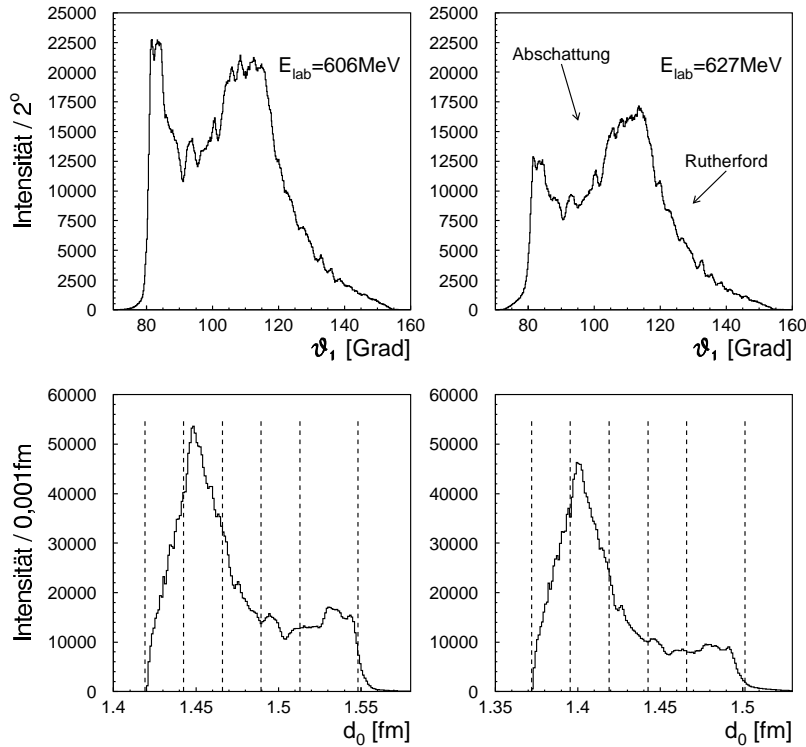 25000
22500
20000
17500
15000
12500
10000
7500
5000
2500
0
80 100 120 140 160
Intensität / 2°
E_lab=606MeV
ϑ₁ [Grad]
25000
22500
20000
17500
15000
12500
10000
7500
5000
2500
0
80 100 120 140 160
Abschattung
E_lab=627MeV
Rutherford
ϑ₁ [Grad]
60000
50000
40000
30000
20000
10000
0
1.4 1.45 1.5 1.55
Intensität / 0,001fm
d₀ [fm]
60000
50000
40000
30000
20000
10000
0
1.35 1.4 1.45 1.5
d₀ [fm]